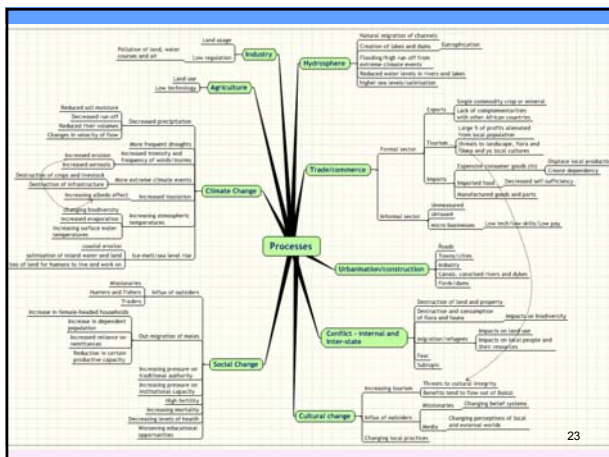 Processes
Industry
Land usage
Low regulation
Pollution of land, water
courses and air
Agriculture
Land use
Low technology
Climate Change
Decreased precipitation
Reduced soil moisture
Decreased run-off
Reduced river volumes
Changes in velocity of flow
More frequent droughts
Increased intensity and
frequency of winds/storms
Increased erosion
Increased aerosols
More extreme climate events
Destruction of crops and livestock
Destruction of infrastructure
Increased insolation
Increasing albedo effect
Increasing atmospheric
temperatures
changing biodiversity
Increased evaporation
Increasing surface water
temperatures
Ice-melt/sea level rise
coastal erosion
salinisation of inland water and land
loss of land for humans to live and work on
Social Change
Influx of outsiders
Missionaries
Hunters and Fishers
Traders
Out-migration of males
Increase in female-headed households
Increase in dependent
population
Increased reliance on
remittances
Reduction in certain
productive capacity
Increasing pressure on
traditional authority.
Increasing pressure on
institutional capacity
High fertility
Increasing mortality
Decreasing levels of health
Worsening educational
opportunities
Hydrosphere
Natural migration of channels
Creation of lakes and dams
Eutrophication
Flooding/high run-off from
extreme climate events
Reduced water levels in rivers and lakes
higher sea levels/salinisation
Trade/commerce
Formal sector
Exports
Single commodity crop or mineral
Lack of complementarities
with other African countries
Tourism
Large % of profits alienated
from local population
threats to landscape, flora and
fauna and local cultures
Imports
Expensive consumer goods
Displace local production
Create dependency
Imported food
Decreased self sufficiency
Manufactured goods and parts
Informal sector
Unmeasured
Untaxed
micro businesses
Low tech/low skills/Low pay
Urbanisation/construction
Roads
Towns/cities
Industry
Canals, canalised rivers and dykes
Fords/dams
Conflict - Internal and
Inter-state
Destruction of land and property
Destruction and consumption
of flora and fauna
Impacts on biodiversity
migration/refugees
Impacts on land use
Impacts on local people and
their resources
Fear
Cultural change
Increasing tourism
Threats to cultural integrity
Benefits tend to flow out of
Influx of outsiders
Missionaries
Changing belief systems.
Media
Changing perceptions of local
and external worlds
Changing local practices
23